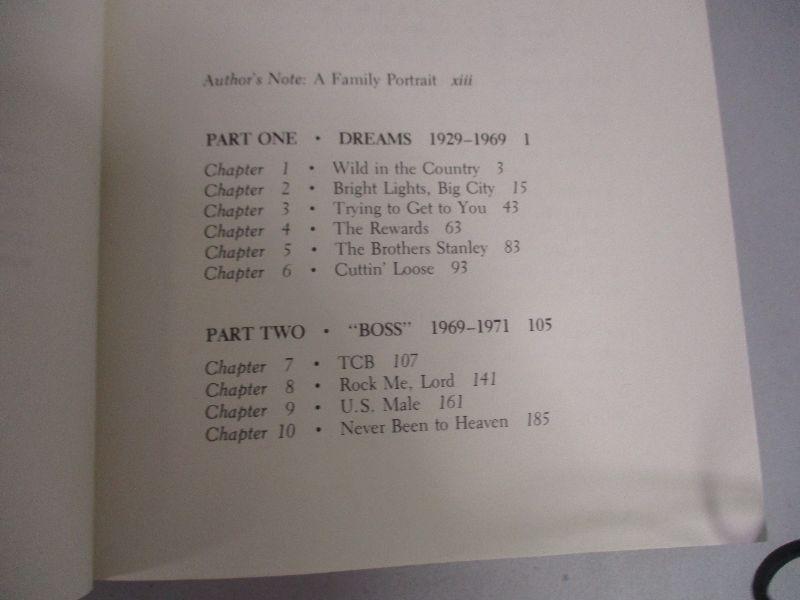 Author's Note: A Family Portrait xiii
PART ONE • DREAMS 1929–1969 1
Chapter 1 • Wild in the Country 3
Chapter 2 • Bright Lights, Big City 15
Chapter 3 • Trying to Get to You 43
Chapter 4 • The Rewards 63
Chapter 5 • The Brothers Stanley 83
Chapter 6 • Cuttin' Loose 93
PART TWO • "BOSS" 1969–1971 105
Chapter 7 • TCB 107
Chapter 8 • Rock Me, Lord 141
Chapter 9 • U.S. Male 161
Chapter 10 • Never Been to Heaven 185